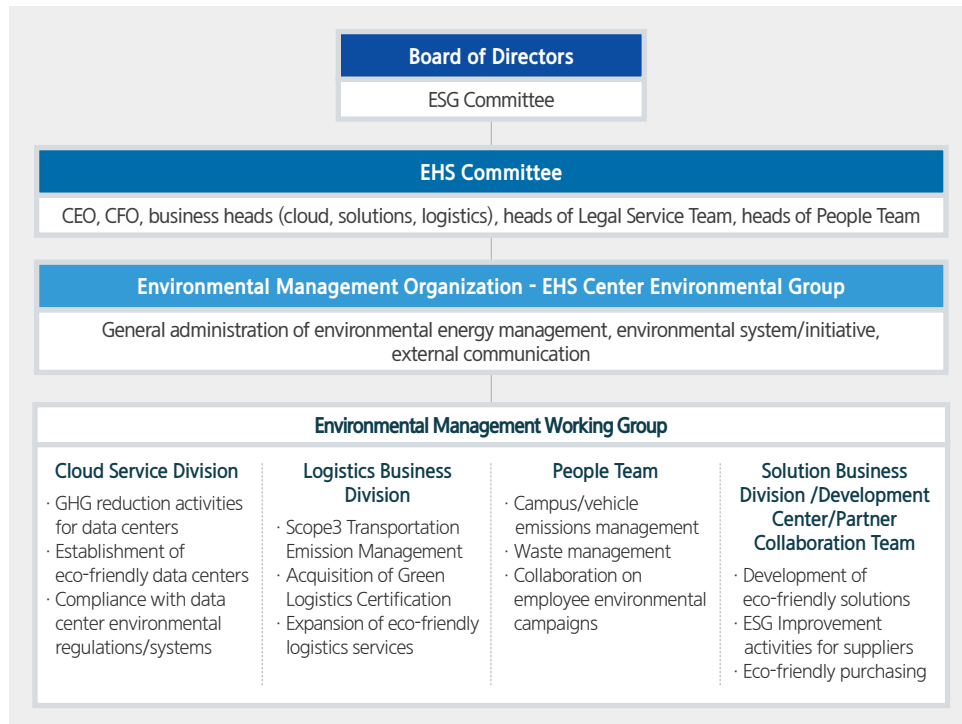 Board of Directors
ESG Committee
EHS Committee
CEO, CFO, business heads (cloud, solutions, logistics), heads of Legal Service Team, heads of People Team
Environmental Management Organization - EHS Center Environmental Group
General administration of environmental energy management, environmental system/initiative,
external communication
Environmental Management Working Group
Cloud Service Division
· GHG reduction activities
for data centers
· Establishment of
eco-friendly data centers
· Compliance with data
center environmental
regulations/systems
Logistics Business
Division
· Scope3 Transportation
Emission Management
· Acquisition of Green
Logistics Certification
· Expansion of eco-friendly
logistics services
People Team
· Campus/vehicle
emissions management
· Waste management
· Collaboration on
employee environmental
campaigns
Solution Business
Division /Development
Center/Partner
Collaboration Team
· Development of
eco-friendly solutions
· ESG Improvement
activities for suppliers
· Eco-friendly purchasing